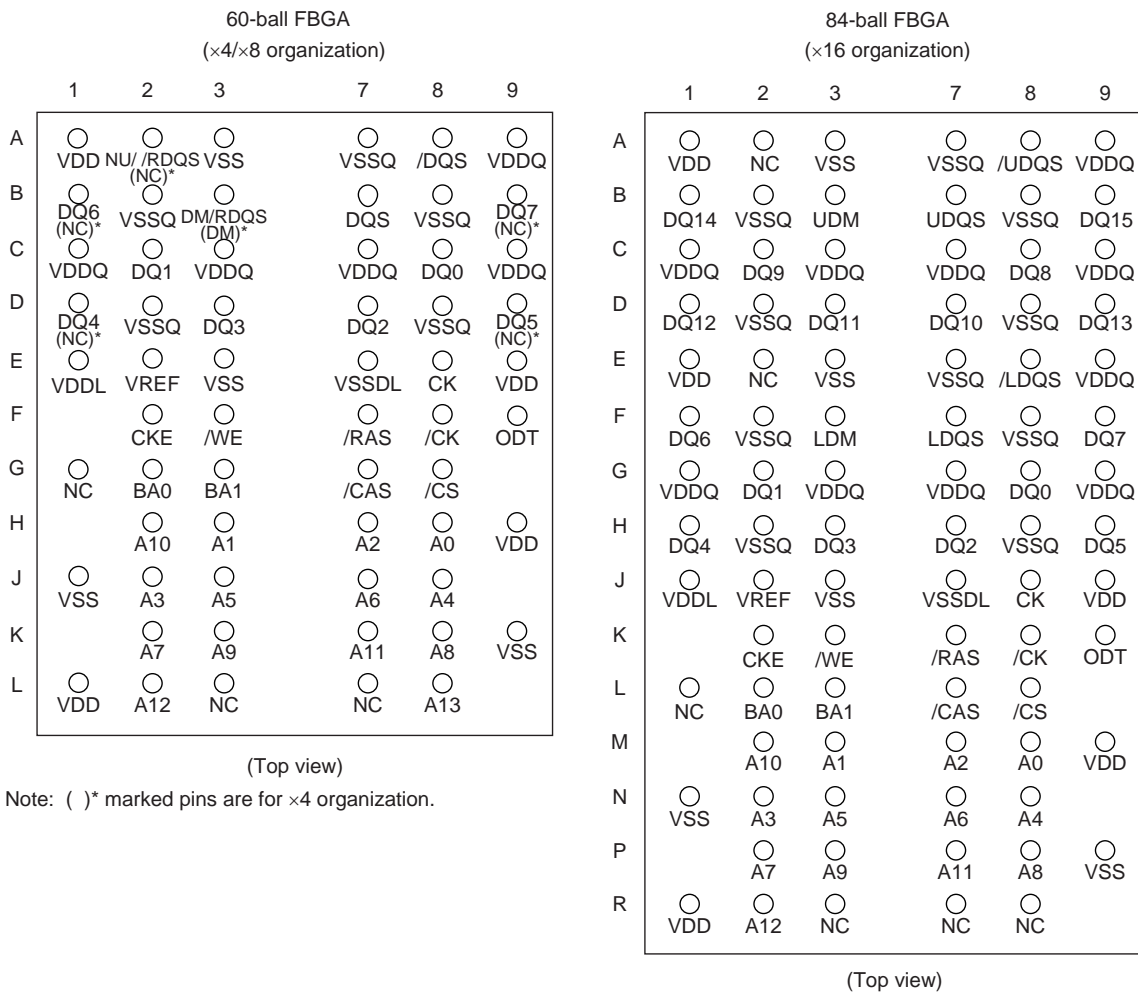 60-ball FBGA
(×4/×8 organization)
1 2 3 7 8 9
A
VDD NU/ /RDQS VSS VSSQ /DQS VDDQ
(NC)*
B
DQ6 VSSQ DM/RDQS DQS VSSQ DQ7
(NC)* (DM)* (NC)*
C
VDDQ DQ1 VDDQ VDDQ DQ0 VDDQ
D
DQ4 VSSQ DQ3 DQ2 VSSQ DQ5
(NC)* (NC)*
E
VDDL VREF VSS VSSDL CK VDD
F
CKE /WE /RAS /CK ODT
G
NC BA0 BA1 /CAS /CS
H
A10 A1 A2 A0 VDD
J
VSS A3 A5 A6 A4
K
A7 A9 A11 A8 VSS
L
VDD A12 NC NC A13
(Top view)
Note: ( )* marked pins are for ×4 organization.
84-ball FBGA
(×16 organization)
1 2 3 7 8 9
A
VDD NC VSS VSSQ /UDQS VDDQ
B
DQ14 VSSQ UDM UDQS VSSQ DQ15
C
VDDQ DQ9 VDDQ VDDQ DQ8 VDDQ
D
DQ12 VSSQ DQ11 DQ10 VSSQ DQ13
E
VDD NC VSS VSSQ /LDQS VDDQ
F
DQ6 VSSQ LDM LDQS VSSQ DQ7
G
VDDQ DQ1 VDDQ VDDQ DQ0 VDDQ
H
DQ4 VSSQ DQ3 DQ2 VSSQ DQ5
J
VDDL VREF VSS VSSDL CK VDD
K
CKE /WE /RAS /CK ODT
L
NC BA0 BA1 /CAS /CS
M
A10 A1 A2 A0 VDD
N
VSS A3 A5 A6 A4
P
A7 A9 A11 A8 VSS
R
VDD A12 NC NC NC
(Top view)